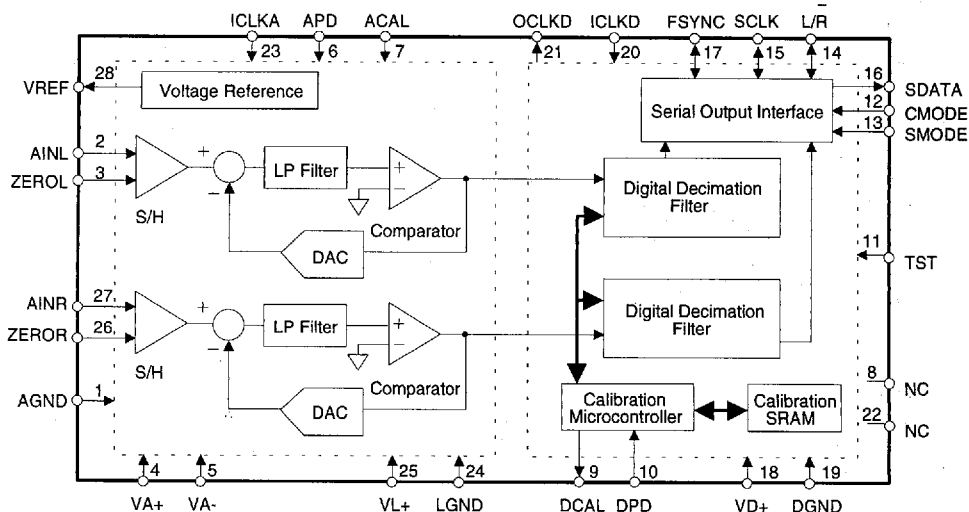 ICLKA APD ACAL OCLKD ICLKD FSYNC SCLK L/R
23 6 7 21 20 17 15 14
VREF 28 Voltage Reference
16 SDATA
Serial Output Interface
12 CMODE
13 SMODE
AINL 2
ZEROL 3
S/H
+
−
LP Filter
+
−
Comparator
DAC
Digital Decimation
Filter
11 TST
AINR 27
ZEROR 26
S/H
+
−
LP Filter
+
−
Comparator
DAC
Digital Decimation
Filter
AGND 1
Calibration
Microcontroller
Calibration
SRAM
8 NC
22 NC
4 5 25 24 9 10 18 19
VA+ VA- VL+ LGND DCAL DPD VD+ DGND